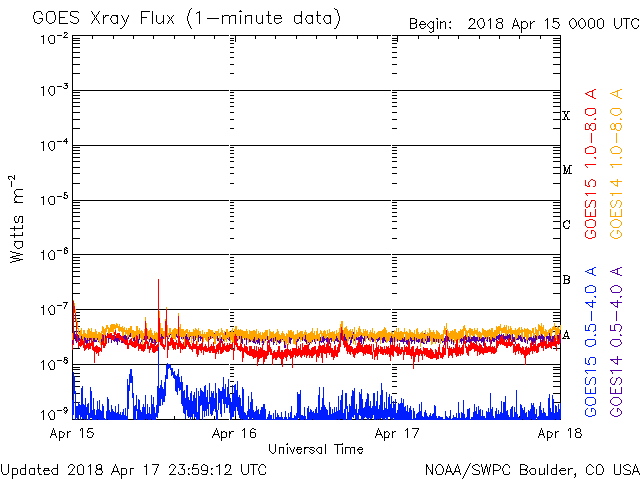 GOES Xray Flux (1-minute data)
Begin: 2018 Apr 15 0000 UTC
10⁻²
10⁻³
10⁻⁴
10⁻⁵
10⁻⁶
10⁻⁷
10⁻⁸
10⁻⁹
Watts m⁻²
X
M
C
B
A
GOES15 1.0-8.0 A
GOES14 1.0-8.0 A
GOES15 0.5-4.0 A
GOES14 0.5-4.0 A
Apr 15 Apr 16 Apr 17 Apr 18
Universal Time
Updated 2018 Apr 17 23:59:12 UTC
NOAA/SWPC Boulder, CO USA